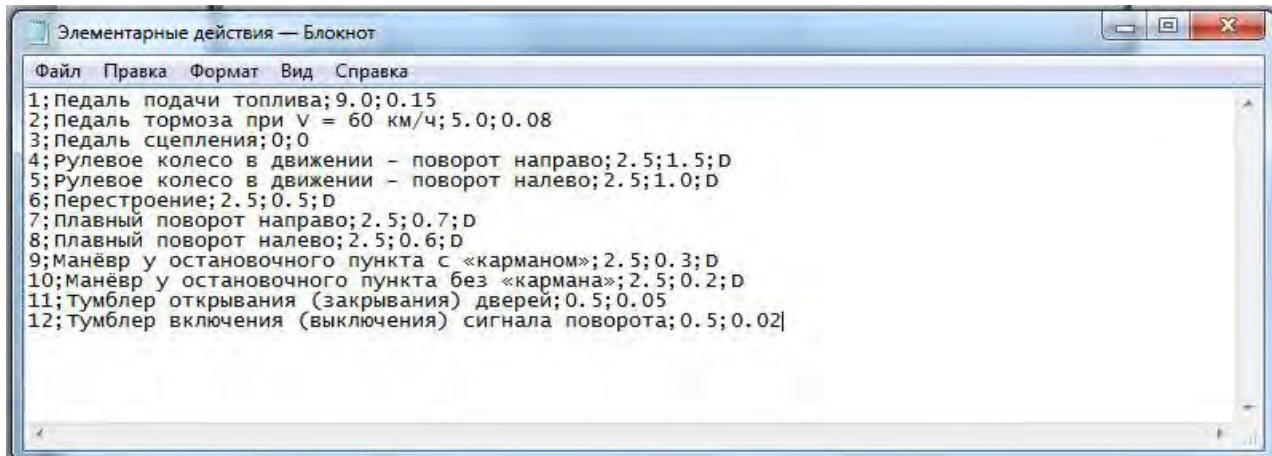 Элементарные действия — Блокнот
Файл Правка Формат Вид Справка
1;Педаль подачи топлива;9.0;0.15
2;Педаль тормоза при V = 60 км/ч;5.0;0.08
3;Педаль сцепления;0;0
4;Рулевое колесо в движении – поворот направо;2.5;1.5;D
5;Рулевое колесо в движении – поворот налево;2.5;1.0;D
6;Перестроение;2.5;0.5;D
7;Плавный поворот направо;2.5;0.7;D
8;Плавный поворот налево;2.5;0.6;D
9;Манёвр у остановочного пункта с «карманом»;2.5;0.3;D
10;Манёвр у остановочного пункта без «кармана»;2.5;0.2;D
11;Тумблер открывания (закрывания) дверей;0.5;0.05
12;Тумблер включения (выключения) сигнала поворота;0.5;0.02